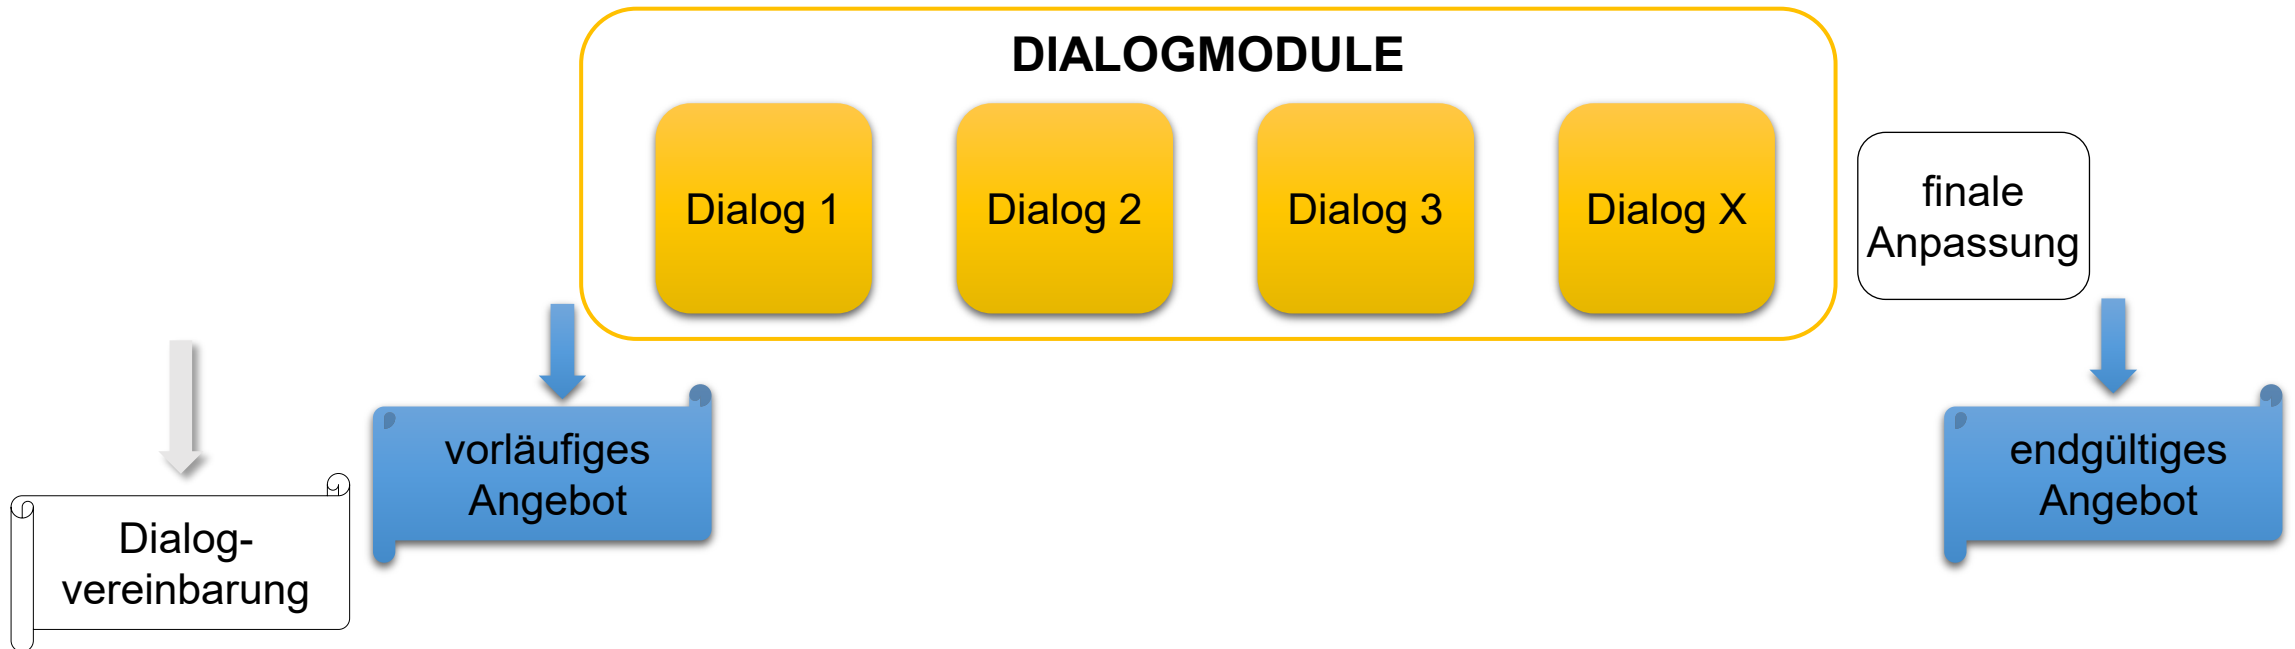 DIALOGMODULE
Dialog 1
Dialog 2
Dialog 3
Dialog X
finale
Anpassung
Dialog-
vereinbarung
vorläufiges
Angebot
endgültiges
Angebot